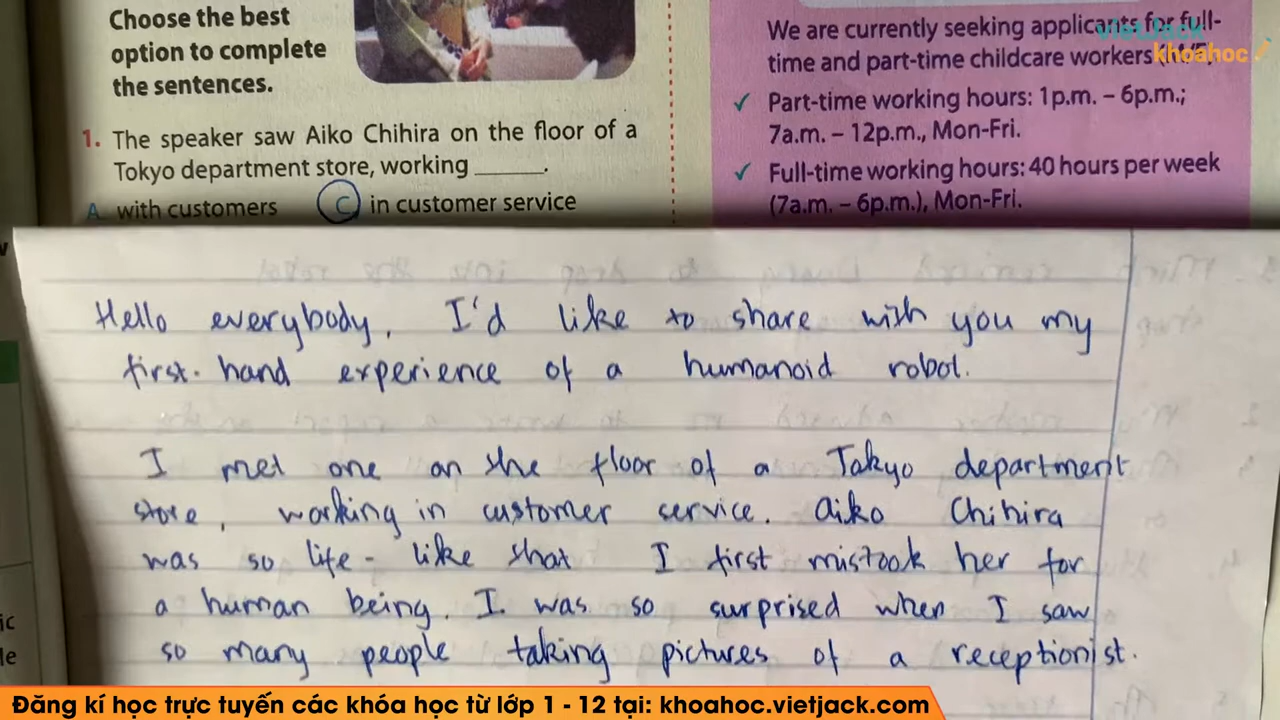 Choose the best
option to complete
the sentences.
1. The speaker saw Aiko Chihira on the floor of a
Tokyo department store, working ______.
A with customers C in customer service
We are currently seeking applicants for full-
time and part-time childcare workers
✓ Part-time working hours: 1p.m. – 6p.m.;
7a.m. – 12p.m., Mon-Fri.
✓ Full-time working hours: 40 hours per week
(7a.m. – 6p.m.), Mon-Fri.
vietJack
khoahoc
Hello everybody. I'd like to share with you my
first-hand experience of a humanoid robot.
I met one on the floor of a Tokyo department
store, working in customer service. Aiko Chihira
was so life-like that I first mistook her for
a human being. I was so surprised when I saw
so many people taking pictures of a receptionist.
Đăng kí học trực tuyến các khóa học từ lớp 1 - 12 tại: khoahoc.vietjack.com